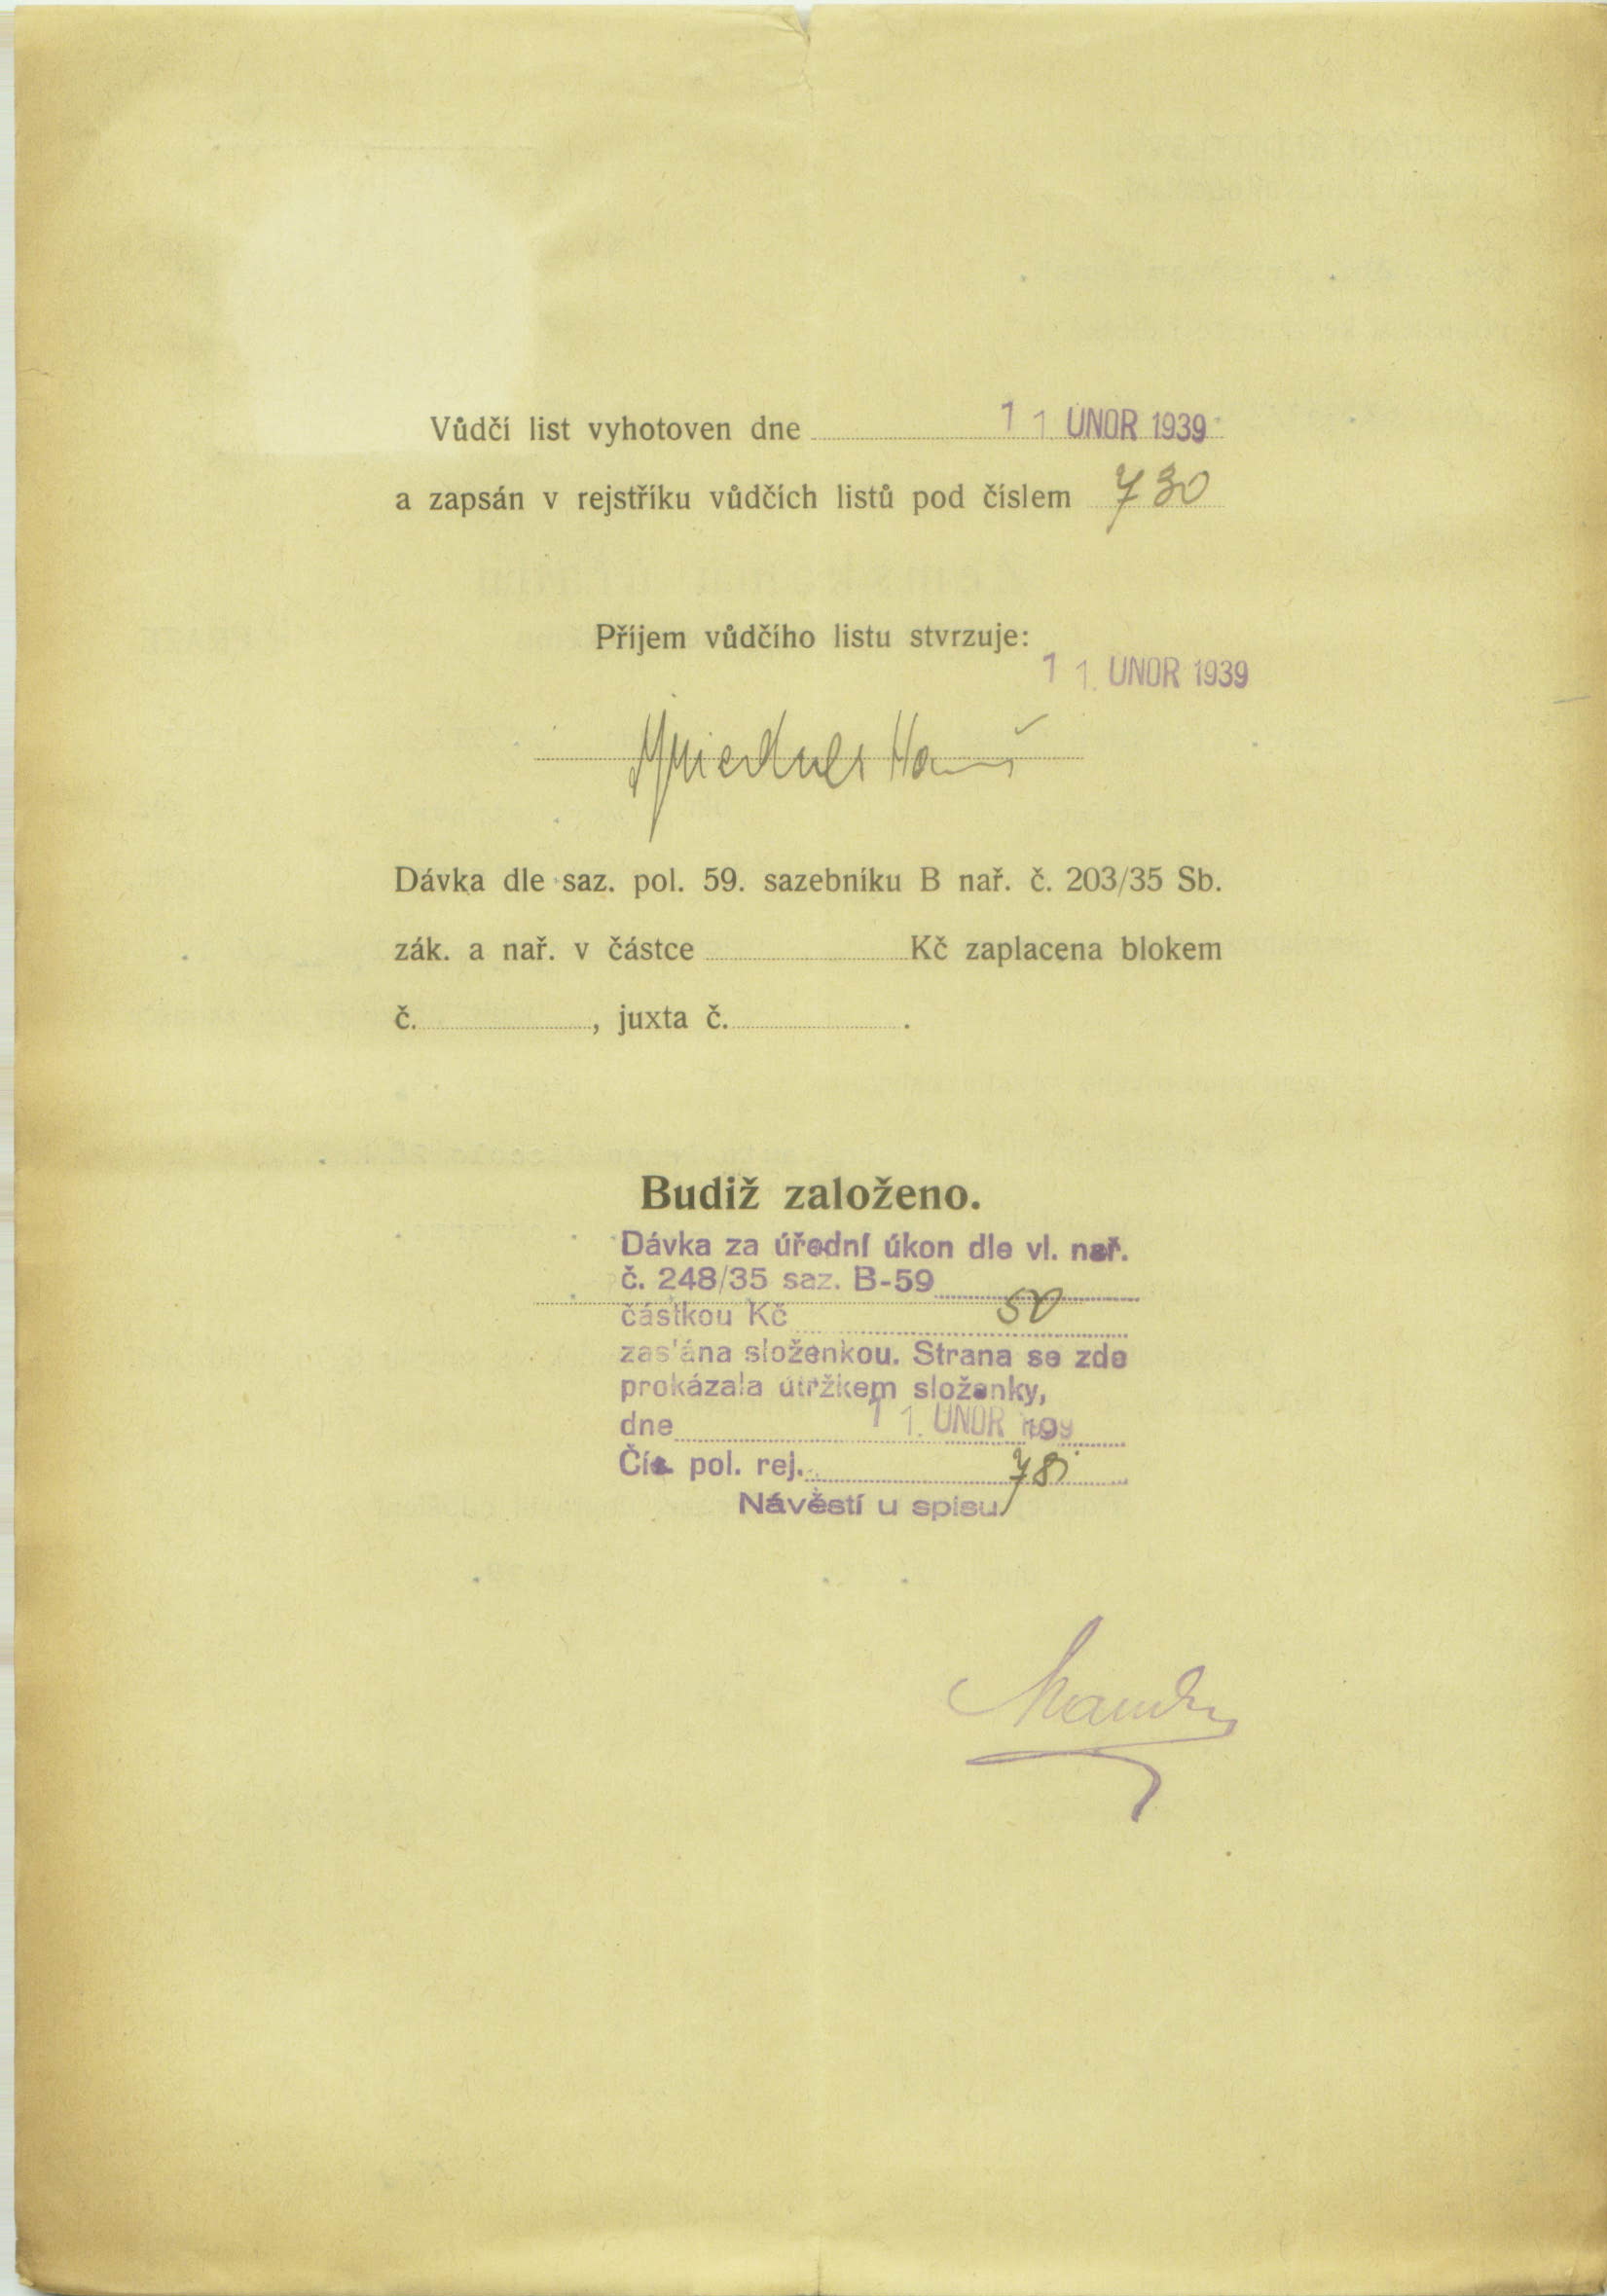 Vůdčí list vyhotoven dne 11 ÚNOR 1939
a zapsán v rejstříku vůdčích listů pod číslem 730
Příjem vůdčího listu stvrzuje:
11. ÚNOR 1939
Dávka dle saz. pol. 59. sazebníku B nař. č. 203/35 Sb.
zák. a nař. v částce Kč zaplacena blokem
č. , juxta č. .
Budiž založeno.
Dávka za úřední úkon dle vl. nař.
č. 248/35 saz. B-59
částkou Kč 50
zaslána složenkou. Strana se zde
prokázala útržkem složenky,
dne 11. ÚNOR
Čís. pol. rej.
Návěstí u spisu